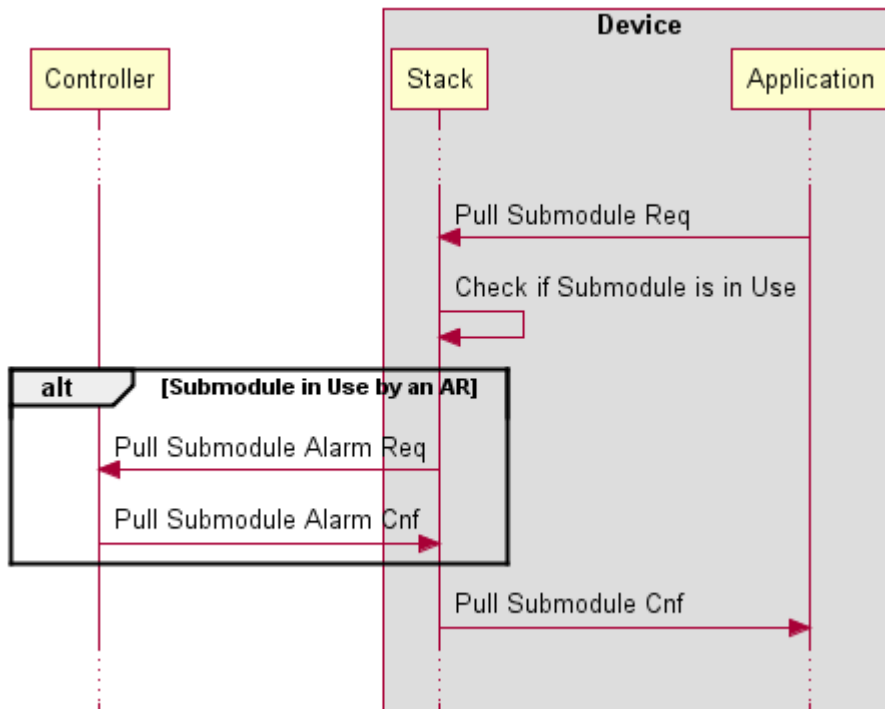 Device
Controller
Stack
Application
Pull Submodule Req
Check if Submodule is in Use
alt
[Submodule in Use by an AR]
Pull Submodule Alarm Req
Pull Submodule Alarm Cnf
Pull Submodule Cnf